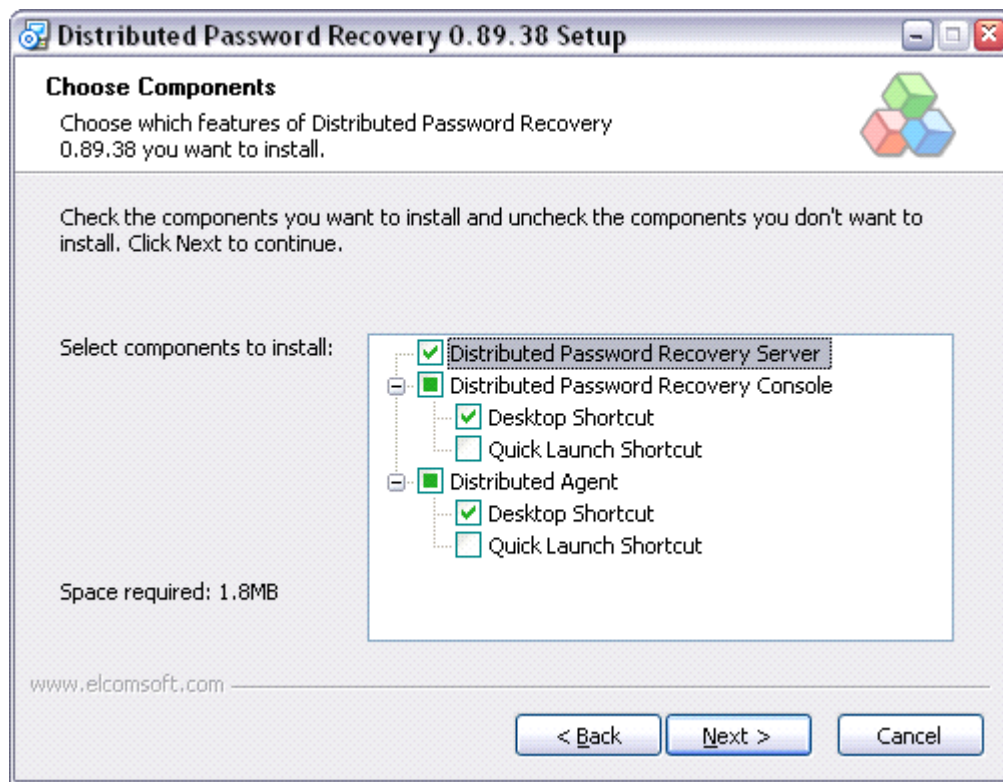 Distributed Password Recovery 0.89.38 Setup
Choose Components
Choose which features of Distributed Password Recovery
0.89.38 you want to install.
Check the components you want to install and uncheck the components you don't want to
install. Click Next to continue.
Select components to install:
Distributed Password Recovery Server
Distributed Password Recovery Console
Desktop Shortcut
Quick Launch Shortcut
Distributed Agent
Desktop Shortcut
Quick Launch Shortcut
Space required: 1.8MB
www.elcomsoft.com
< Back
Next >
Cancel